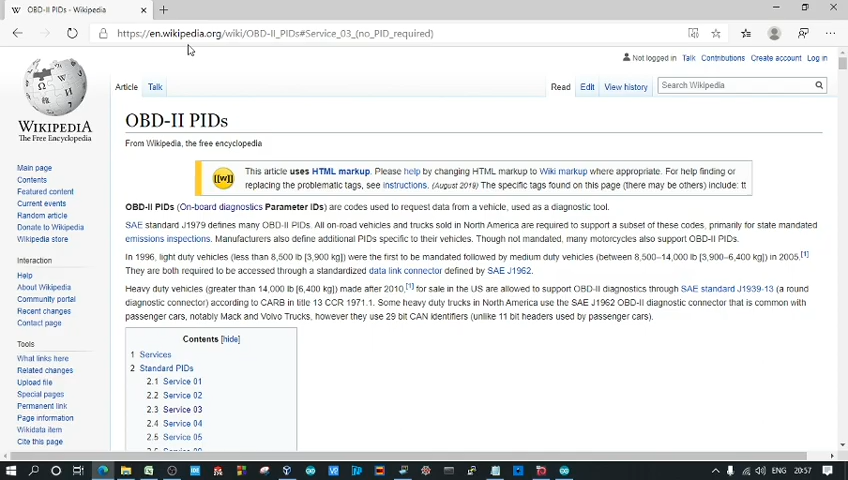 OBD-II PIDs - Wikipedia
https://en.wikipedia.org/wiki/OBD-II_PIDs#Service_03_(no_PID_required)
Not logged in Talk Contributions Create account Log in
Article Talk Read Edit View history Search Wikipedia
WIKIPEDIA
The Free Encyclopedia
OBD-II PIDs
From Wikipedia, the free encyclopedia
This article uses HTML markup. Please help by changing HTML markup to Wiki markup where appropriate. For help finding or
replacing the problematic tags, see instructions. (August 2019) The specific tags found on this page (there may be others) include: tt
OBD-II PIDs (On-board diagnostics Parameter IDs) are codes used to request data from a vehicle, used as a diagnostic tool.
SAE standard J1979 defines many OBD-II PIDs. All on-road vehicles and trucks sold in North America are required to support a subset of these codes, primarily for state mandated
emissions inspections. Manufacturers also define additional PIDs specific to their vehicles. Though not mandated, many motorcycles also support OBD-II PIDs.
In 1996, light duty vehicles (less than 8,500 lb [3,900 kg]) were the first to be mandated followed by medium duty vehicles (between 8,500–14,000 lb [3,900–6,400 kg]) in 2005.[1]
They are both required to be accessed through a standardized data link connector defined by SAE J1962.
Heavy duty vehicles (greater than 14,000 lb [6,400 kg]) made after 2010,[1] for sale in the US are allowed to support OBD-II diagnostics through SAE standard J1939-13 (a round
diagnostic connector) according to CARB in title 13 CCR 1971.1. Some heavy duty trucks in North America use the SAE J1962 OBD-II diagnostic connector that is common with
passenger cars, notably Mack and Volvo Trucks, however they use 29 bit CAN identifiers (unlike 11 bit headers used by passenger cars).
Contents [hide]
1 Services
2 Standard PIDs
2.1 Service 01
2.2 Service 02
2.3 Service 03
2.4 Service 04
2.5 Service 05
Main page
Contents
Featured content
Current events
Random article
Donate to Wikipedia
Wikipedia store
Interaction
Help
About Wikipedia
Community portal
Recent changes
Contact page
Tools
What links here
Related changes
Upload file
Special pages
Permanent link
Page information
Wikidata item
Cite this page
ENG 20:57